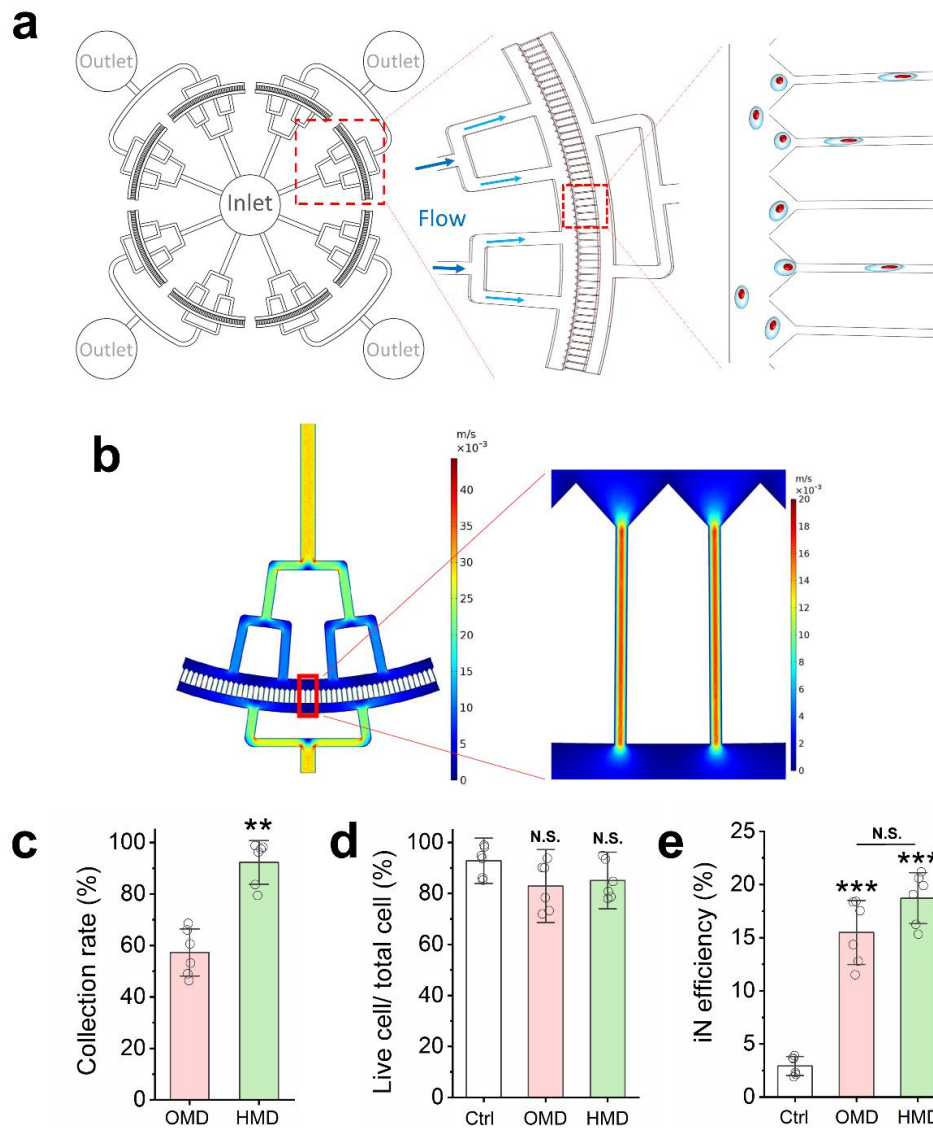 a
Outlet
Outlet
Inlet
Outlet
Outlet
Flow
b
m/s
×10⁻³
40
35
30
25
20
15
10
5
0
m/s
20 ×10⁻³
18
16
14
12
10
8
6
4
2
0
c
Collection rate (%)
100
80
60
40
20
0
**
OMD
HMD
d
Live cell/ total cell (%)
100
80
60
40
20
0
N.S.
N.S.
Ctrl
OMD
HMD
e
iN efficiency (%)
25
20
15
10
5
0
N.S.
***
***
Ctrl
OMD
HMD